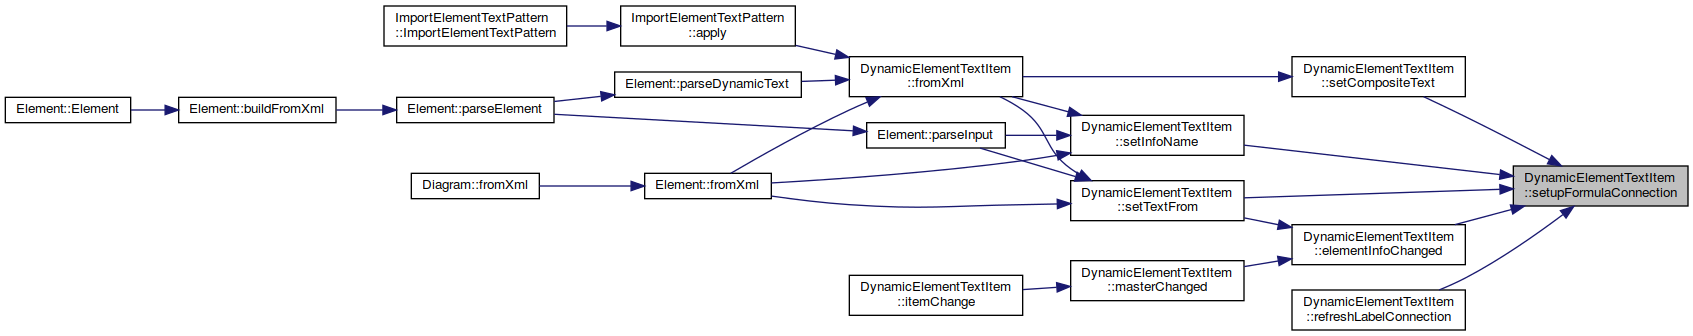 ImportElementTextPattern
::ImportElementTextPattern
ImportElementTextPattern
::apply
DynamicElementTextItem
::fromXml
DynamicElementTextItem
::setCompositeText
Element::parseDynamicText
Element::Element
Element::buildFromXml
Element::parseElement
Element::parseInput
DynamicElementTextItem
::setInfoName
Diagram::fromXml
Element::fromXml
DynamicElementTextItem
::setTextFrom
DynamicElementTextItem
::setupFormulaConnection
DynamicElementTextItem
::elementInfoChanged
DynamicElementTextItem
::itemChange
DynamicElementTextItem
::masterChanged
DynamicElementTextItem
::refreshLabelConnection